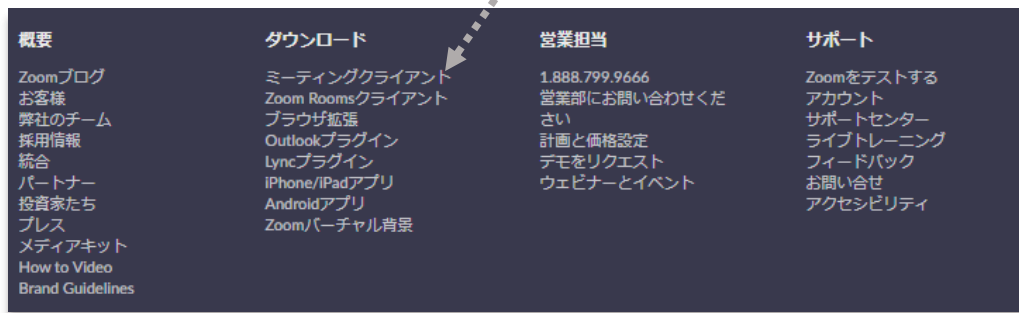 概要
Zoomブログ
お客様
弊社のチーム
採用情報
統合
パートナー
投資家たち
プレス
メディアキット
How to Video
Brand Guidelines
ダウンロード
ミーティングクライアント
Zoom Roomsクライアント
ブラウザ拡張
Outlookプラグイン
Lyncプラグイン
iPhone/iPadアプリ
Androidアプリ
Zoomバーチャル背景
営業担当
1.888.799.9666
営業部にお問い合わせくだ
さい
計画と価格設定
デモをリクエスト
ウェビナーとイベント
サポート
Zoomをテストする
アカウント
サポートセンター
ライブトレーニング
フィードバック
お問い合せ
アクセシビリティ